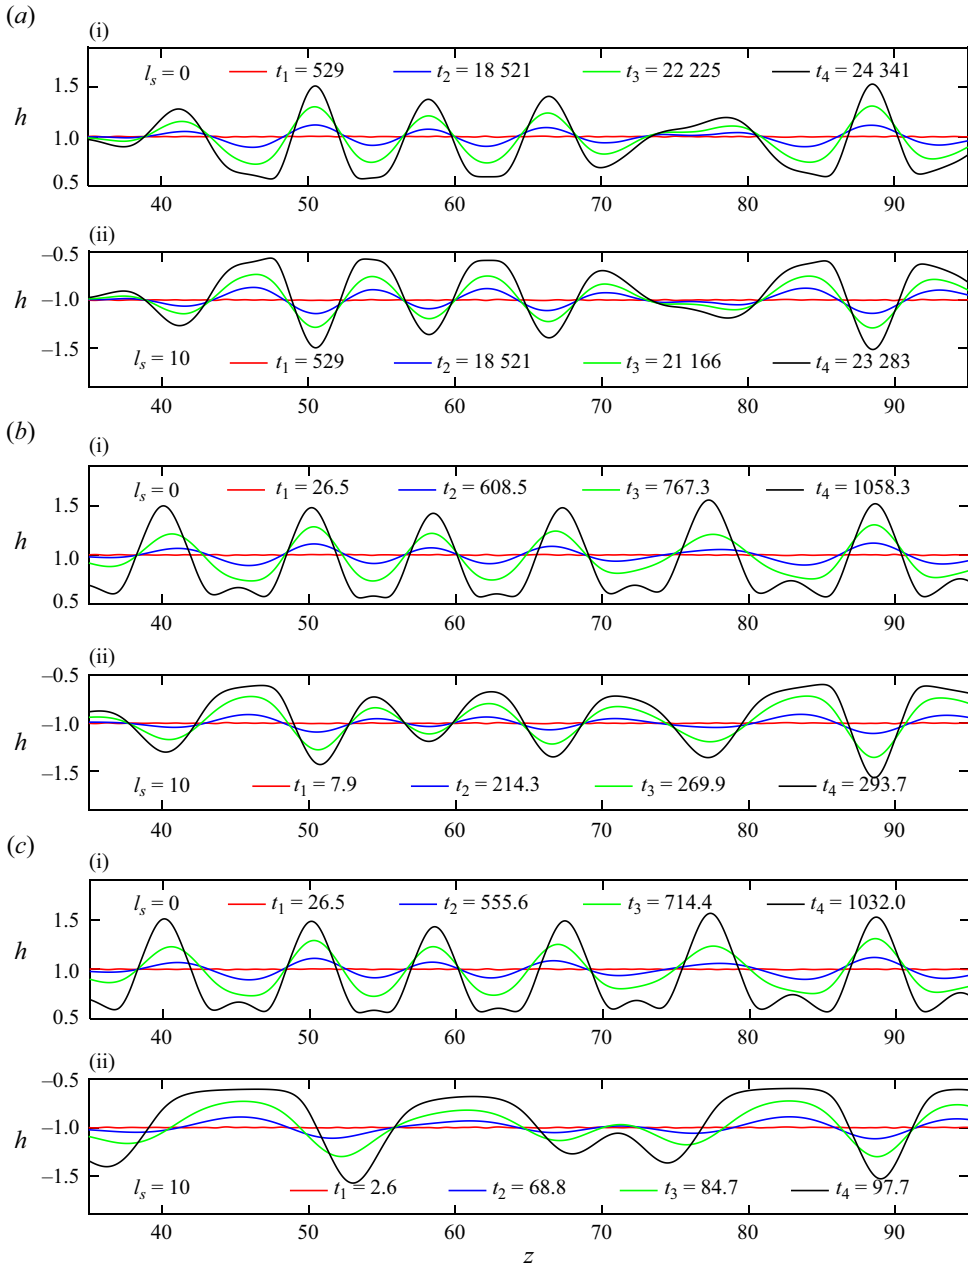 (a)
(i)
l_s = 0 t_1 = 529 t_2 = 18 521 t_3 = 22 225 t_4 = 24 341
1.5
h
1.0
0.5
40 50 60 70 80 90
(ii)
–0.5
h
–1.0
–1.5
l_s = 10 t_1 = 529 t_2 = 18 521 t_3 = 21 166 t_4 = 23 283
40 50 60 70 80 90
(b)
(i)
l_s = 0 t_1 = 26.5 t_2 = 608.5 t_3 = 767.3 t_4 = 1058.3
1.5
h
1.0
0.5
40 50 60 70 80 90
(ii)
–0.5
–1.0
h
–1.5
l_s = 10 t_1 = 7.9 t_2 = 214.3 t_3 = 269.9 t_4 = 293.7
40 50 60 70 80 90
(c)
(i)
l_s = 0 t_1 = 26.5 t_2 = 555.6 t_3 = 714.4 t_4 = 1032.0
1.5
h
1.0
0.5
40 50 60 70 80 90
(ii)
–0.5
–1.0
h
–1.5
l_s = 10 t_1 = 2.6 t_2 = 68.8 t_3 = 84.7 t_4 = 97.7
40 50 60 70 80 90
z